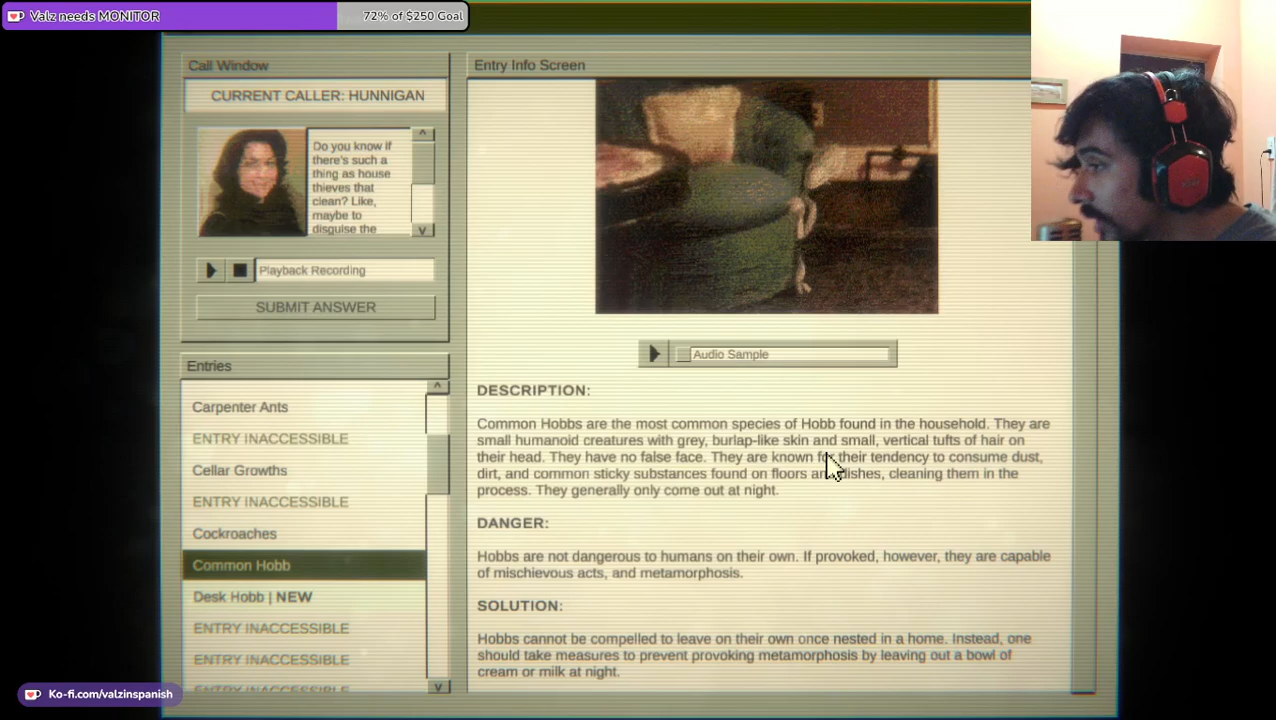 Valz needs MONITOR
72% of $250 Goal
Call Window
CURRENT CALLER: HUNNIGAN
Do you know if
there's such a
thing as house
thieves that
clean? Like,
maybe to
disguise the
Playback Recording
SUBMIT ANSWER
Entries
Carpenter Ants
ENTRY INACCESSIBLE
Cellar Growths
ENTRY INACCESSIBLE
Cockroaches
Common Hobb
Desk Hobb | NEW
ENTRY INACCESSIBLE
ENTRY INACCESSIBLE
Ko-fi.com/valzinspanish
Entry Info Screen
Audio Sample
DESCRIPTION:
Common Hobbs are the most common species of Hobb found in the household. They are
small humanoid creatures with grey, burlap-like skin and small, vertical tufts of hair on
their head. They have no false face. They are known for their tendency to consume dust,
dirt, and common sticky substances found on floors and dishes, cleaning them in the
process. They generally only come out at night.
DANGER:
Hobbs are not dangerous to humans on their own. If provoked, however, they are capable
of mischievous acts, and metamorphosis.
SOLUTION:
Hobbs cannot be compelled to leave on their own once nested in a home. Instead, one
should take measures to prevent provoking metamorphosis by leaving out a bowl of
cream or milk at night.